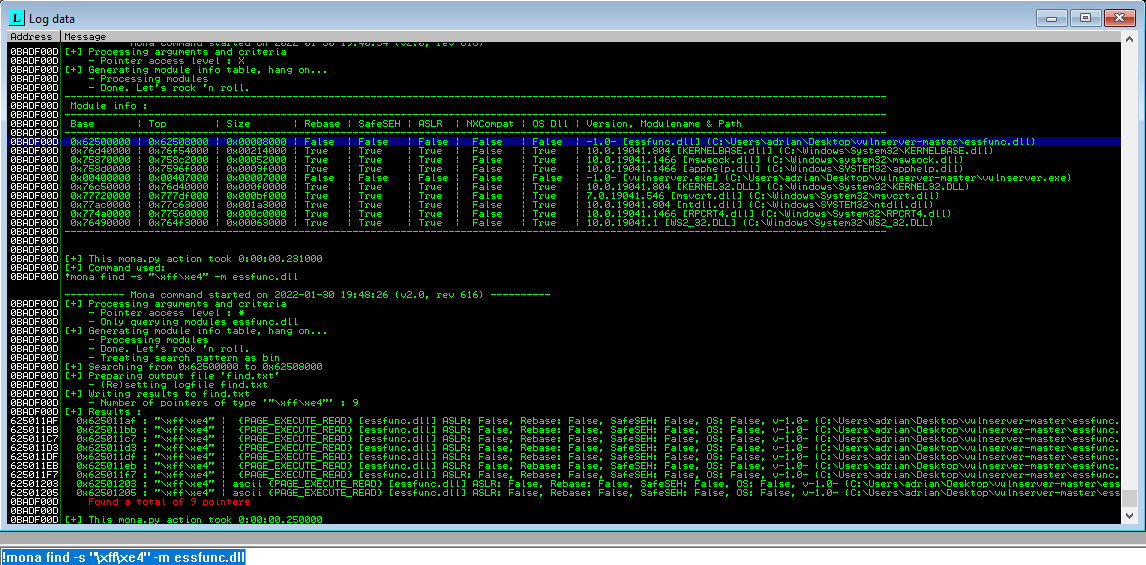 Log data
Address Message
0BADF00D Mona command started on 2022-01-30 19:46:54 (v2.0, rev 616)
0BADF00D [+] Processing arguments and criteria
0BADF00D - Pointer access level : X
0BADF00D [+] Generating module info table, hang on...
0BADF00D - Processing modules
0BADF00D - Done. Let's rock 'n roll.
0BADF00D ----------
0BADF00D Module info :
0BADF00D ----------
0BADF00D Base | Top | Size | Rebase | SafeSEH | ASLR | NXCompat | OS Dll | Version, Modulename & Path
0BADF00D ----------
0BADF00D 0x62500000 | 0x62508000 | 0x00008000 | False | False | False | False | False | -1.0- [essfunc.dll] (C:\Users\adrian\Desktop\vulnserver-master\essfunc.dll)
0BADF00D 0x76d40000 | 0x76f54000 | 0x00214000 | True | True | True | False | True | 10.0.19041.804 [KERNELBASE.dll] (C:\Windows\System32\KERNELBASE.dll)
0BADF00D 0x75870000 | 0x758c2000 | 0x00052000 | True | True | True | False | True | 10.0.19041.1466 [mswsock.dll] (C:\Windows\system32\mswsock.dll)
0BADF00D 0x758d0000 | 0x7596f000 | 0x0009f000 | True | True | True | False | True | 10.0.19041.1466 [apphelp.dll] (C:\Windows\SYSTEM32\apphelp.dll)
0BADF00D 0x00400000 | 0x00407000 | 0x00007000 | False | False | False | False | False | -1.0- [vulnserver.exe] (C:\Users\adrian\Desktop\vulnserver-master\vulnserver.exe)
0BADF00D 0x76c50000 | 0x76d40000 | 0x000f0000 | True | True | True | False | True | 10.0.19041.804 [KERNEL32.DLL] (C:\Windows\System32\KERNEL32.DLL)
0BADF00D 0x77720000 | 0x777df000 | 0x000bf000 | True | True | True | False | True | 7.0.19041.546 [msvcrt.dll] (C:\Windows\System32\msvcrt.dll)
0BADF00D 0x77ac0000 | 0x77c63000 | 0x001a3000 | True | True | True | False | True | 10.0.19041.804 [ntdll.dll] (C:\Windows\SYSTEM32\ntdll.dll)
0BADF00D 0x774a0000 | 0x77560000 | 0x000c0000 | True | True | True | False | True | 10.0.19041.1466 [RPCRT4.dll] (C:\Windows\System32\RPCRT4.dll)
0BADF00D 0x76490000 | 0x764f3000 | 0x00063000 | True | True | True | False | True | 10.0.19041.1 [WS2_32.DLL] (C:\Windows\System32\WS2_32.DLL)
0BADF00D ----------
0BADF00D
0BADF00D
0BADF00D [+] This mona.py action took 0:00:00.231000
0BADF00D [+] Command used:
0BADF00D !mona find -s "\xff\xe4" -m essfunc.dll
0BADF00D
0BADF00D ---------- Mona command started on 2022-01-30 19:48:26 (v2.0, rev 616) ----------
0BADF00D [+] Processing arguments and criteria
0BADF00D - Pointer access level : *
0BADF00D - Only querying modules essfunc.dll
0BADF00D [+] Generating module info table, hang on...
0BADF00D - Processing modules
0BADF00D - Done. Let's rock 'n roll.
0BADF00D - Treating search pattern as bin
0BADF00D [+] Searching from 0x62500000 to 0x62508000
0BADF00D [+] Preparing output file 'find.txt'
0BADF00D - (Re)setting logfile find.txt
0BADF00D [+] Writing results to find.txt
0BADF00D - Number of pointers of type '"\xff\xe4"' : 9
0BADF00D [+] Results :
625011AF 0x625011af : "\xff\xe4" | {PAGE_EXECUTE_READ} [essfunc.dll] ASLR: False, Rebase: False, SafeSEH: False, OS: False, v-1.0- (C:\Users\adrian\Desktop\vulnserver-master\essfunc.
625011BB 0x625011bb : "\xff\xe4" | {PAGE_EXECUTE_READ} [essfunc.dll] ASLR: False, Rebase: False, SafeSEH: False, OS: False, v-1.0- (C:\Users\adrian\Desktop\vulnserver-master\essfunc.
625011C7 0x625011c7 : "\xff\xe4" | {PAGE_EXECUTE_READ} [essfunc.dll] ASLR: False, Rebase: False, SafeSEH: False, OS: False, v-1.0- (C:\Users\adrian\Desktop\vulnserver-master\essfunc.
625011D3 0x625011d3 : "\xff\xe4" | {PAGE_EXECUTE_READ} [essfunc.dll] ASLR: False, Rebase: False, SafeSEH: False, OS: False, v-1.0- (C:\Users\adrian\Desktop\vulnserver-master\essfunc.
625011DF 0x625011df : "\xff\xe4" | {PAGE_EXECUTE_READ} [essfunc.dll] ASLR: False, Rebase: False, SafeSEH: False, OS: False, v-1.0- (C:\Users\adrian\Desktop\vulnserver-master\essfunc.
625011EB 0x625011eb : "\xff\xe4" | {PAGE_EXECUTE_READ} [essfunc.dll] ASLR: False, Rebase: False, SafeSEH: False, OS: False, v-1.0- (C:\Users\adrian\Desktop\vulnserver-master\essfunc.
625011F7 0x625011f7 : "\xff\xe4" | {PAGE_EXECUTE_READ} [essfunc.dll] ASLR: False, Rebase: False, SafeSEH: False, OS: False, v-1.0- (C:\Users\adrian\Desktop\vulnserver-master\essfunc.
62501203 0x62501203 : "\xff\xe4" | ascii {PAGE_EXECUTE_READ} [essfunc.dll] ASLR: False, Rebase: False, SafeSEH: False, OS: False, v-1.0- (C:\Users\adrian\Desktop\vulnserver-master\ess
62501205 0x62501205 : "\xff\xe4" | ascii {PAGE_EXECUTE_READ} [essfunc.dll] ASLR: False, Rebase: False, SafeSEH: False, OS: False, v-1.0- (C:\Users\adrian\Desktop\vulnserver-master\ess
0BADF00D Found a total of 9 pointers
0BADF00D
0BADF00D [+] This mona.py action took 0:00:00.250000
!mona find -s "\xff\xe4" -m essfunc.dll